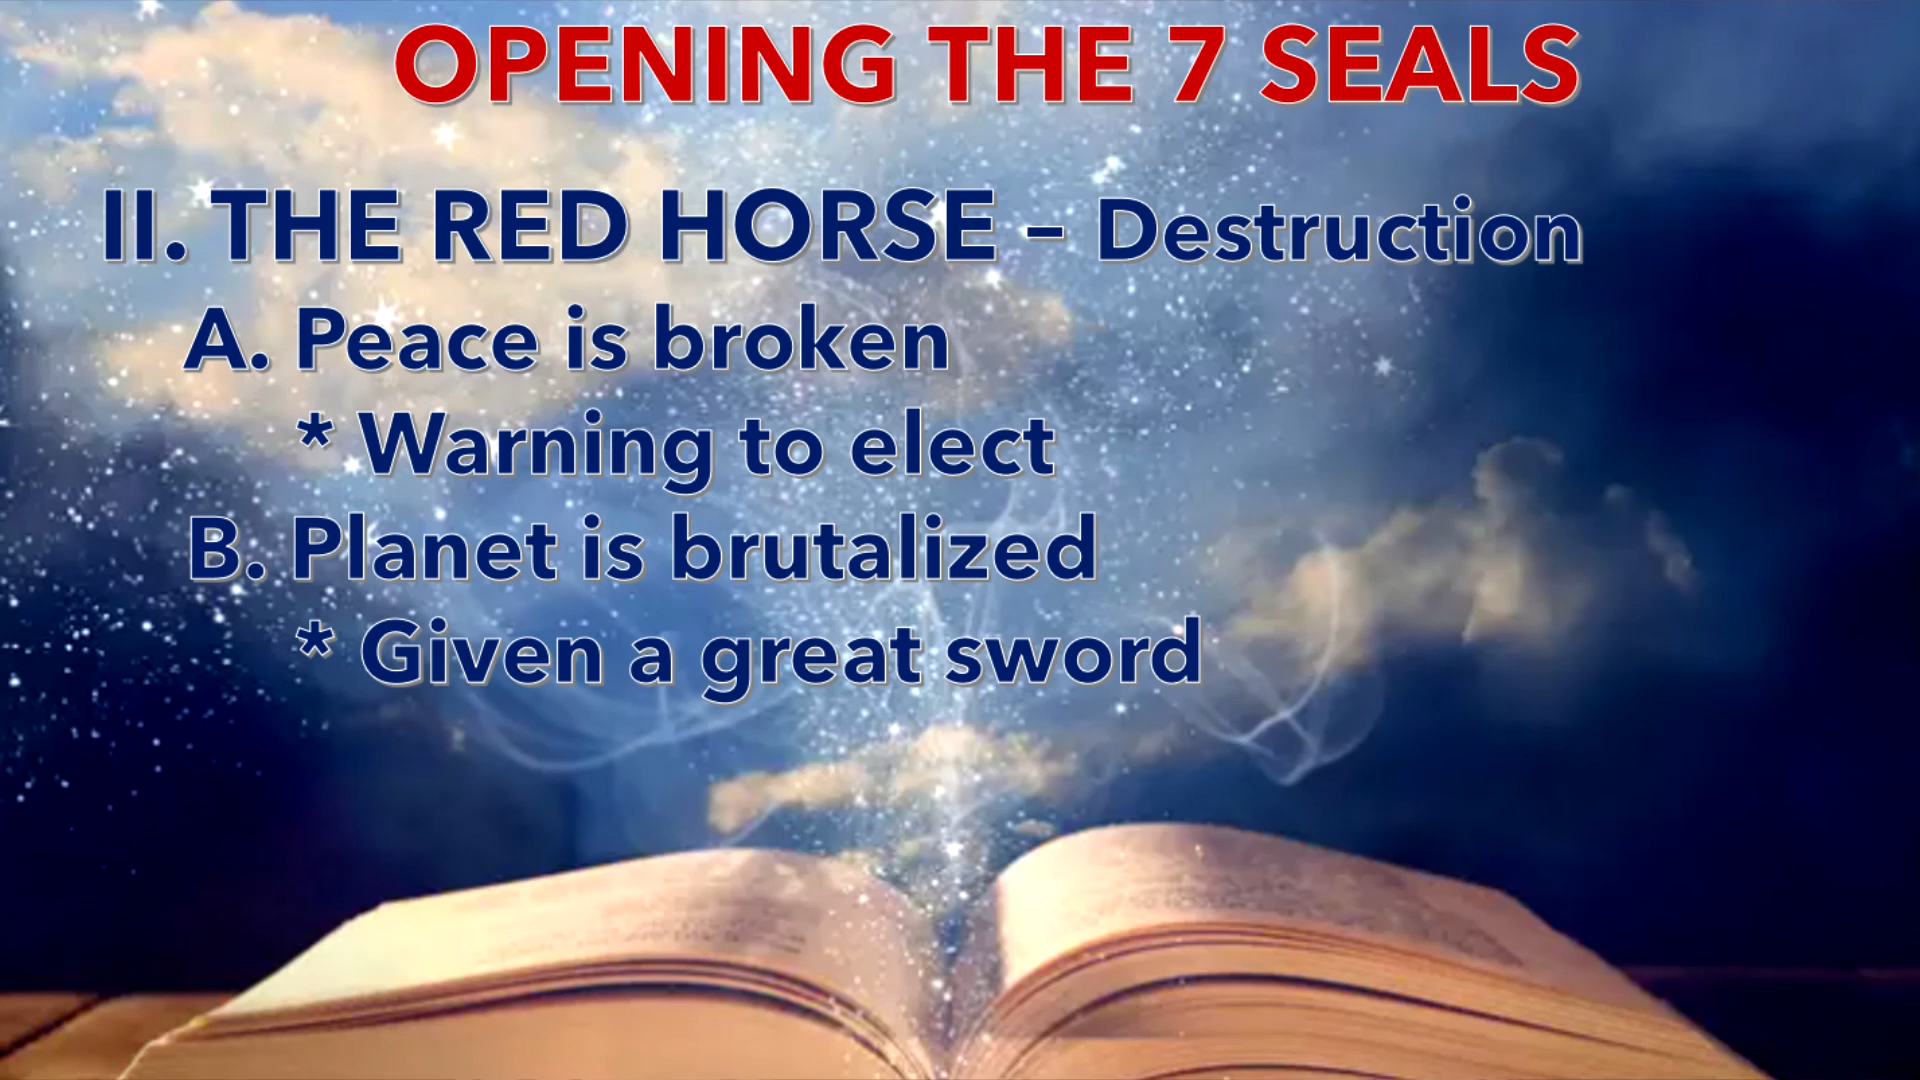 OPENING THE 7 SEALS
II. THE RED HORSE – Destruction
A. Peace is broken
* Warning to elect
B. Planet is brutalized
* Given a great sword